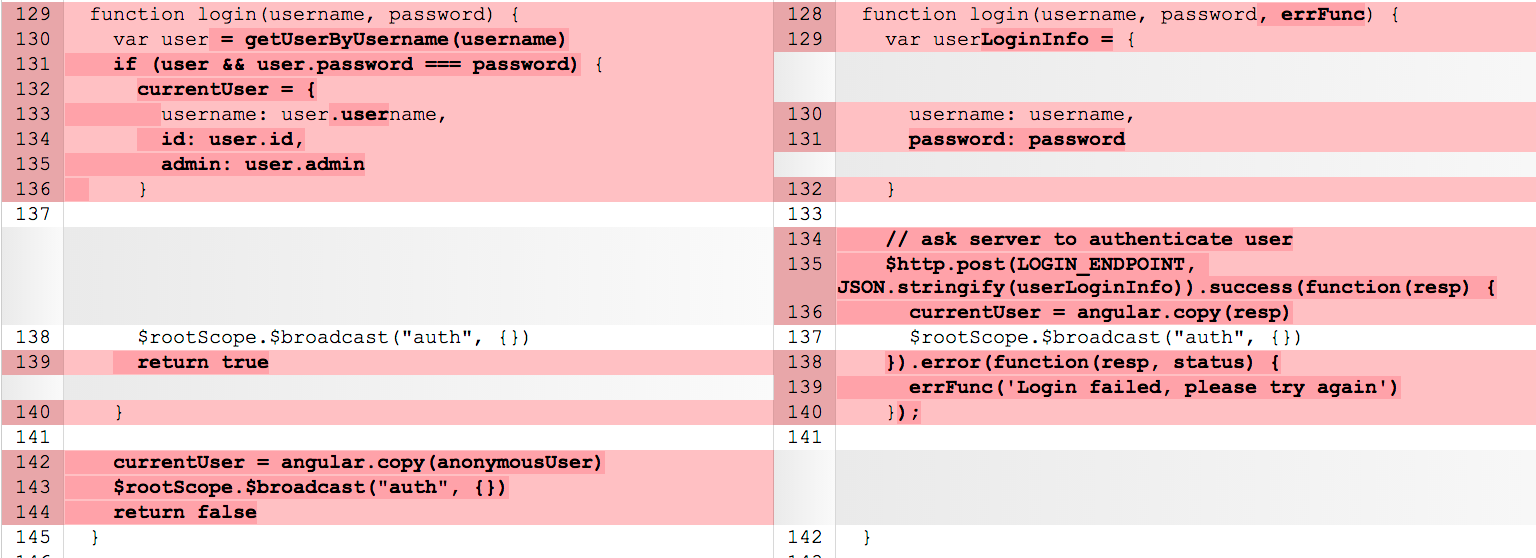 129 function login(username, password) {
130 var user = getUserByUsername(username)
131 if (user && user.password === password) {
132 currentUser = {
133 username: user.username,
134 id: user.id,
135 admin: user.admin
136 }
137
138 $rootScope.$broadcast("auth", {})
139 return true
140 }
141
142 currentUser = angular.copy(anonymousUser)
143 $rootScope.$broadcast("auth", {})
144 return false
145 }
128 function login(username, password, errFunc) {
129 var userLoginInfo = {
130 username: username,
131 password: password
132 }
133
134 // ask server to authenticate user
135 $http.post(LOGIN_ENDPOINT,
JSON.stringify(userLoginInfo)).success(function(resp) {
136 currentUser = angular.copy(resp)
137 $rootScope.$broadcast("auth", {})
138 }).error(function(resp, status) {
139 errFunc('Login failed, please try again')
140 });
141
142 }